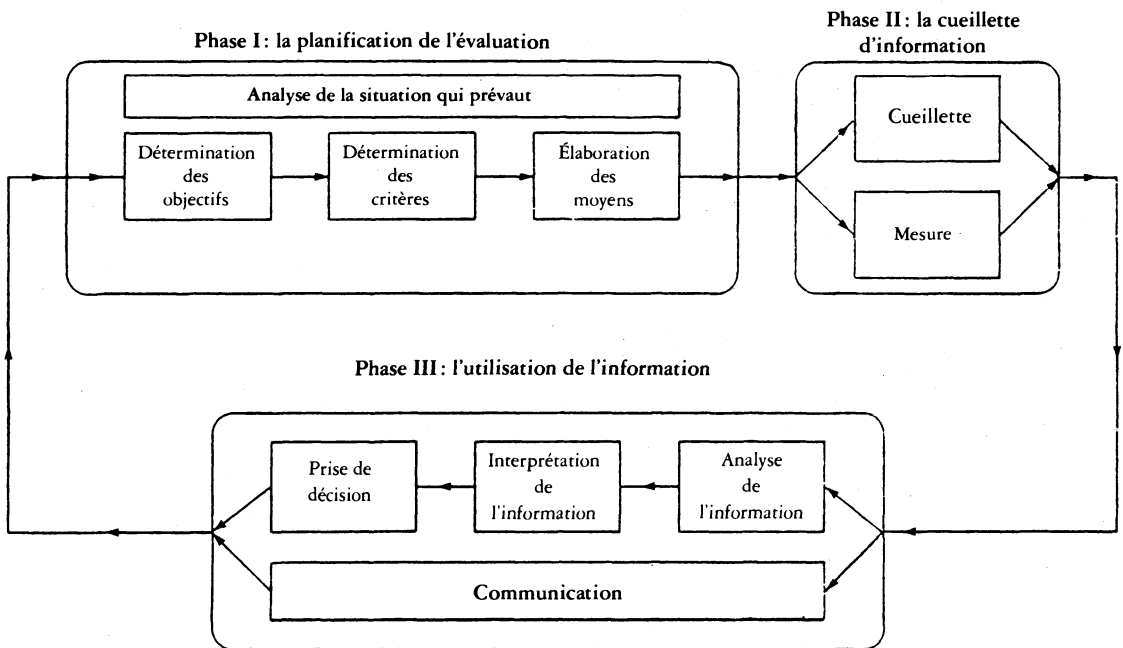 Phase I : la planification de l'évaluation
Phase II : la cueillette
d'information
Analyse de la situation qui prévaut
Détermination
des
objectifs
Détermination
des
critères
Élaboration
des
moyens
Cueillette
Mesure
Phase III : l'utilisation de l'information
Prise de
décision
Interprétation
de
l'information
Analyse
de
l'information
Communication